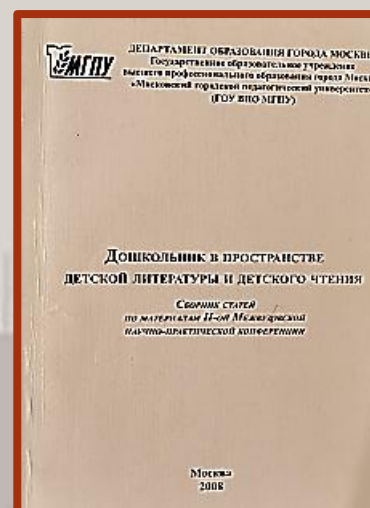 МГПУ
ДЕПАРТАМЕНТ ОБРАЗОВАНИЯ ГОРОДА МОСКВЫ
Государственное образовательное учреждение
высшего профессионального образования города Москвы
«Московский городской педагогический университет»
(ГОУ ВПО МГПУ)
ДОШКОЛЬНИК В ПРОСТРАНСТВЕ
ДЕТСКОЙ ЛИТЕРАТУРЫ И ДЕТСКОГО ЧТЕНИЯ
СБОРНИК СТАТЕЙ
ПО МАТЕРИАЛАМ II-ОЙ МЕЖВУЗОВСКОЙ
НАУЧНО-ПРАКТИЧЕСКОЙ КОНФЕРЕНЦИИ
Москва
2008